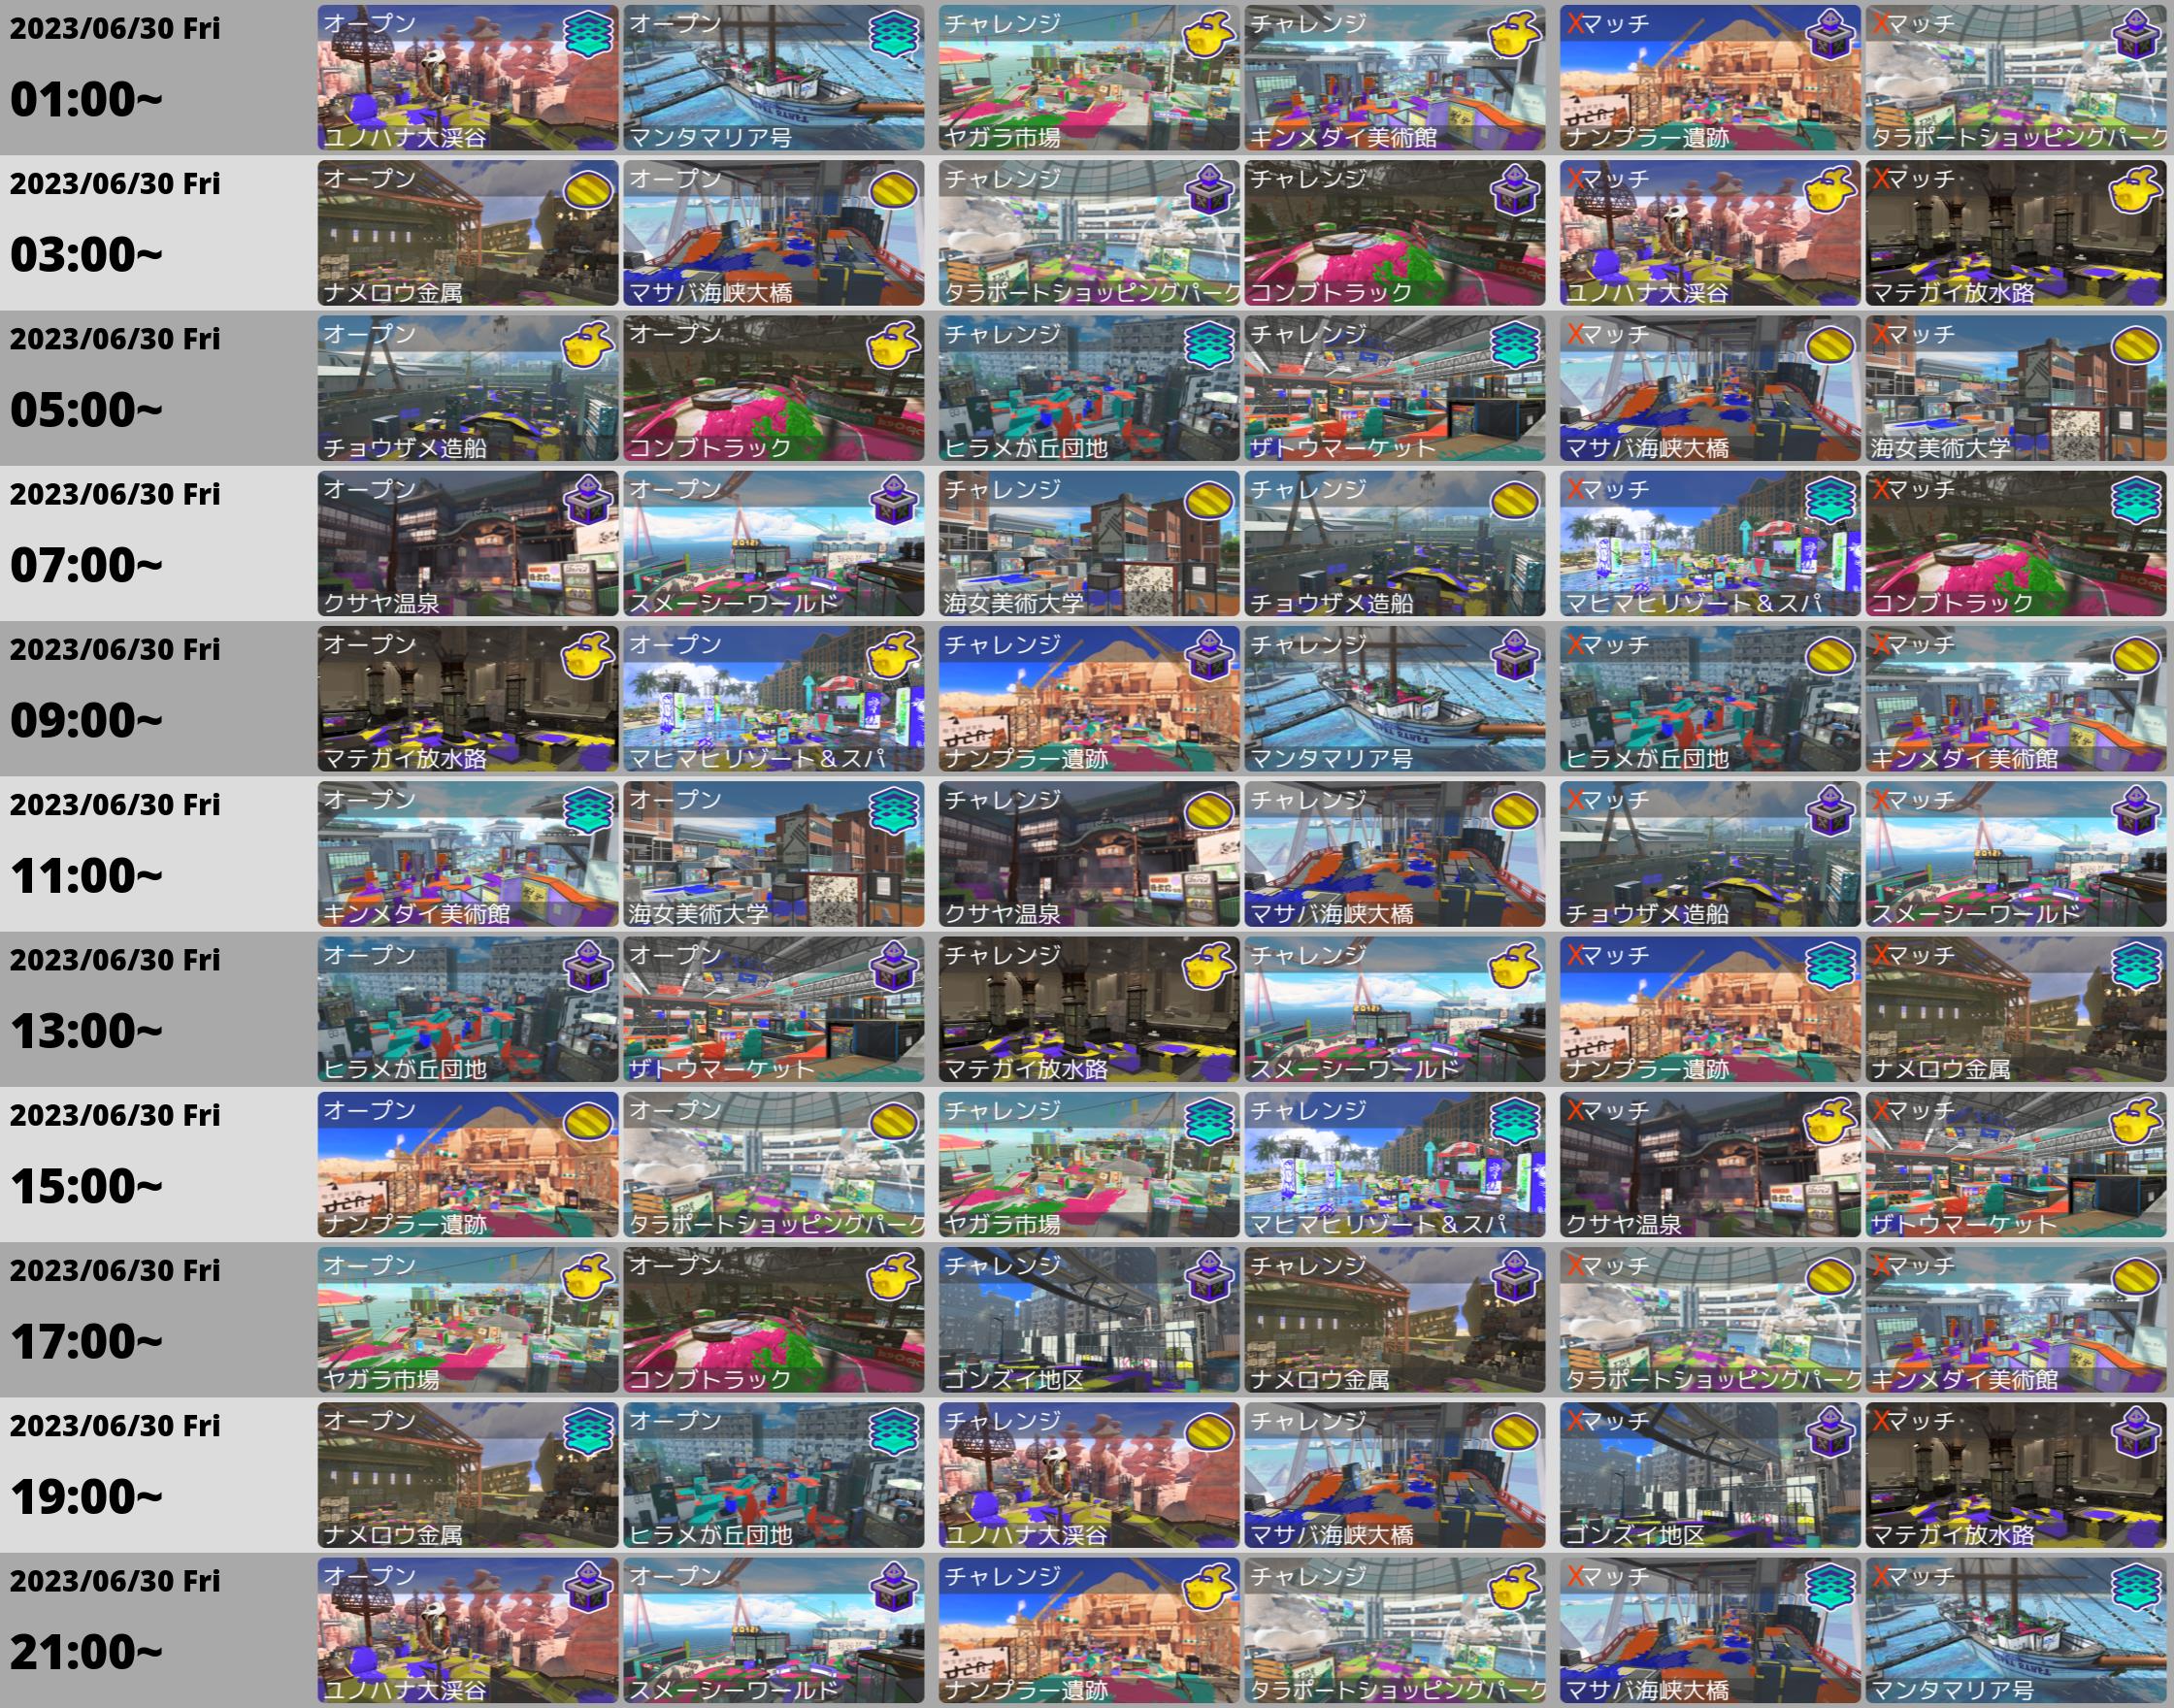 2023/06/30 Fri
01:00~
オープン オープン チャレンジ チャレンジ Xマッチ Xマッチ
ユノハナ大渓谷 マンタマリア号 ヤガラ市場 キンメダイ美術館 ナンプラー遺跡 タラポートショッピングパーク
2023/06/30 Fri
03:00~
オープン オープン チャレンジ チャレンジ Xマッチ Xマッチ
ナメロウ金属 マサバ海峡大橋 タラポートショッピングパーク コンブトラック ユノハナ大渓谷 マテガイ放水路
2023/06/30 Fri
05:00~
オープン オープン チャレンジ チャレンジ Xマッチ Xマッチ
チョウザメ造船 コンブトラック ヒラメが丘団地 ザトウマーケット マサバ海峡大橋 海女美術大学
2023/06/30 Fri
07:00~
オープン オープン チャレンジ チャレンジ Xマッチ Xマッチ
クサヤ温泉 スメーシーワールド 海女美術大学 チョウザメ造船 マヒマヒリゾート&スパ コンブトラック
2023/06/30 Fri
09:00~
オープン オープン チャレンジ チャレンジ Xマッチ Xマッチ
マテガイ放水路 マヒマヒリゾート&スパ ナンプラー遺跡 マンタマリア号 ヒラメが丘団地 キンメダイ美術館
2023/06/30 Fri
11:00~
オープン オープン チャレンジ チャレンジ Xマッチ Xマッチ
キンメダイ美術館 海女美術大学 クサヤ温泉 マサバ海峡大橋 チョウザメ造船 スメーシーワールド
2023/06/30 Fri
13:00~
オープン オープン チャレンジ チャレンジ Xマッチ Xマッチ
ヒラメが丘団地 ザトウマーケット マテガイ放水路 スメーシーワールド ナンプラー遺跡 ナメロウ金属
2023/06/30 Fri
15:00~
オープン オープン チャレンジ チャレンジ Xマッチ Xマッチ
ナンプラー遺跡 タラポートショッピングパーク ヤガラ市場 マヒマヒリゾート&スパ クサヤ温泉 ザトウマーケット
2023/06/30 Fri
17:00~
オープン オープン チャレンジ チャレンジ Xマッチ Xマッチ
ヤガラ市場 コンブトラック ゴンズイ地区 ナメロウ金属 タラポートショッピングパーク キンメダイ美術館
2023/06/30 Fri
19:00~
オープン オープン チャレンジ チャレンジ Xマッチ Xマッチ
ナメロウ金属 ヒラメが丘団地 ユノハナ大渓谷 マサバ海峡大橋 ゴンズイ地区 マテガイ放水路
2023/06/30 Fri
21:00~
オープン オープン チャレンジ チャレンジ Xマッチ Xマッチ
ユノハナ大渓谷 スメーシーワールド ナンプラー遺跡 タラポートショッピングパーク マサバ海峡大橋 マンタマリア号